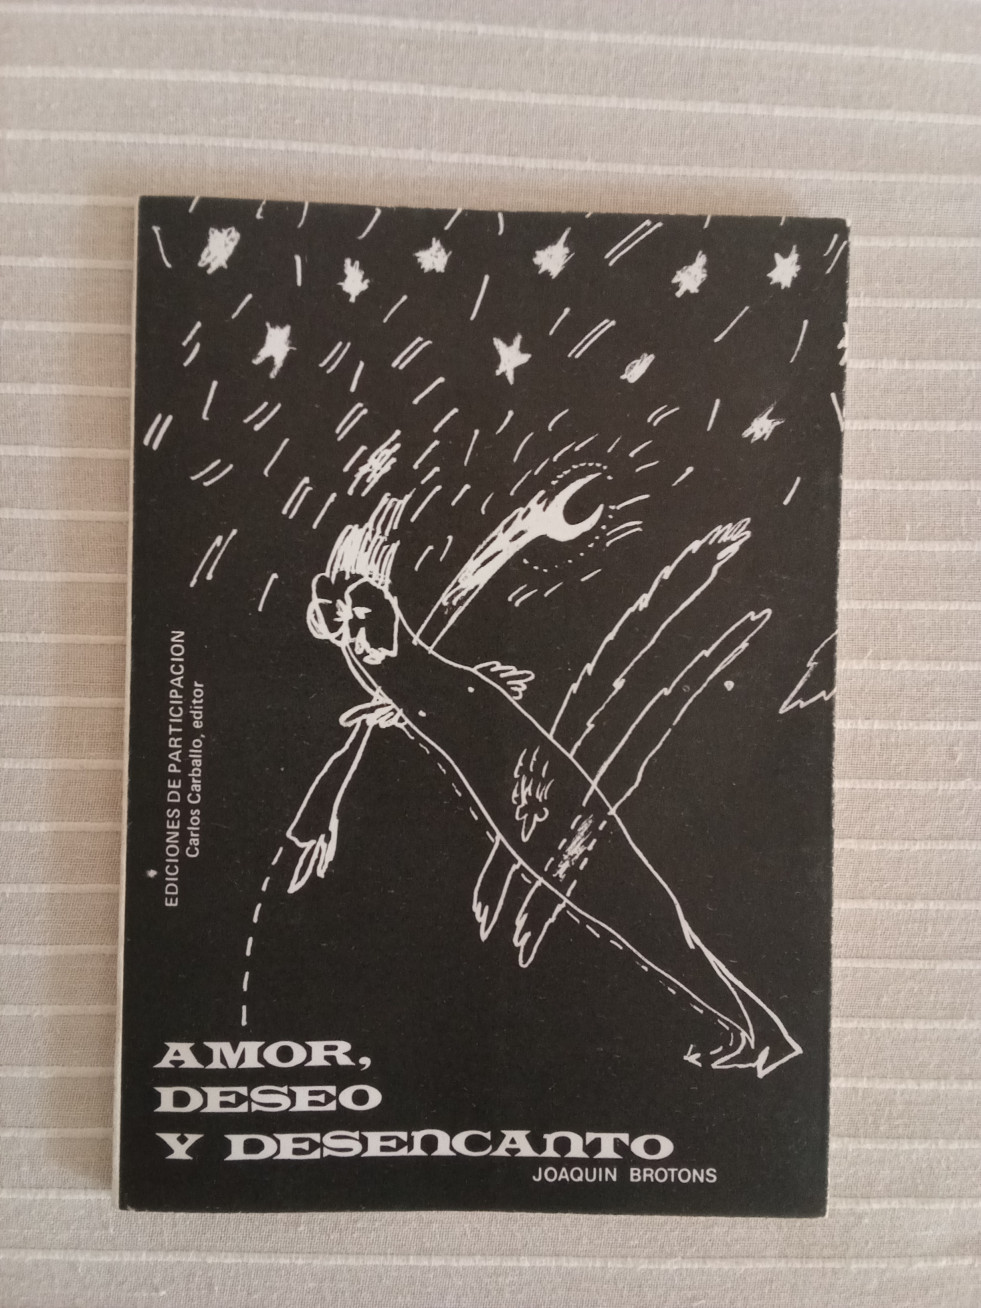 EDICIONES DE PARTICIPACION
Carlos Carballo, editor
AMOR,
DESEO
Y DESENCANTO
JOAQUIN BROTONS